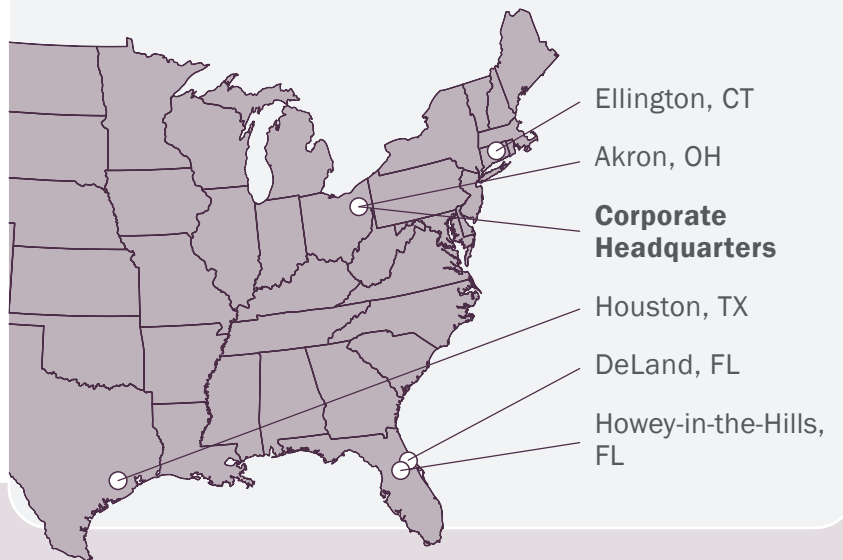 Ellington, CT
Akron, OH
Corporate
Headquarters
Houston, TX
DeLand, FL
Howey-in-the-Hills,
FL